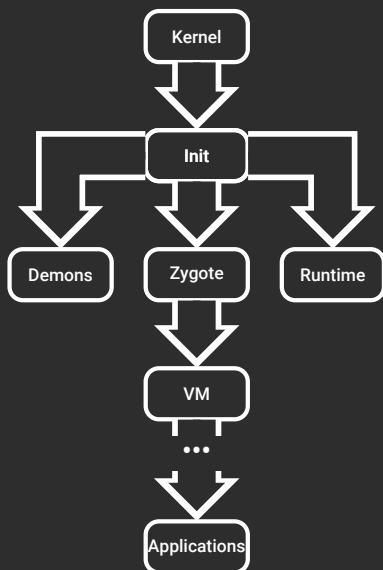 Kernel
Init
Demons
Zygote
Runtime
VM
...
Applications